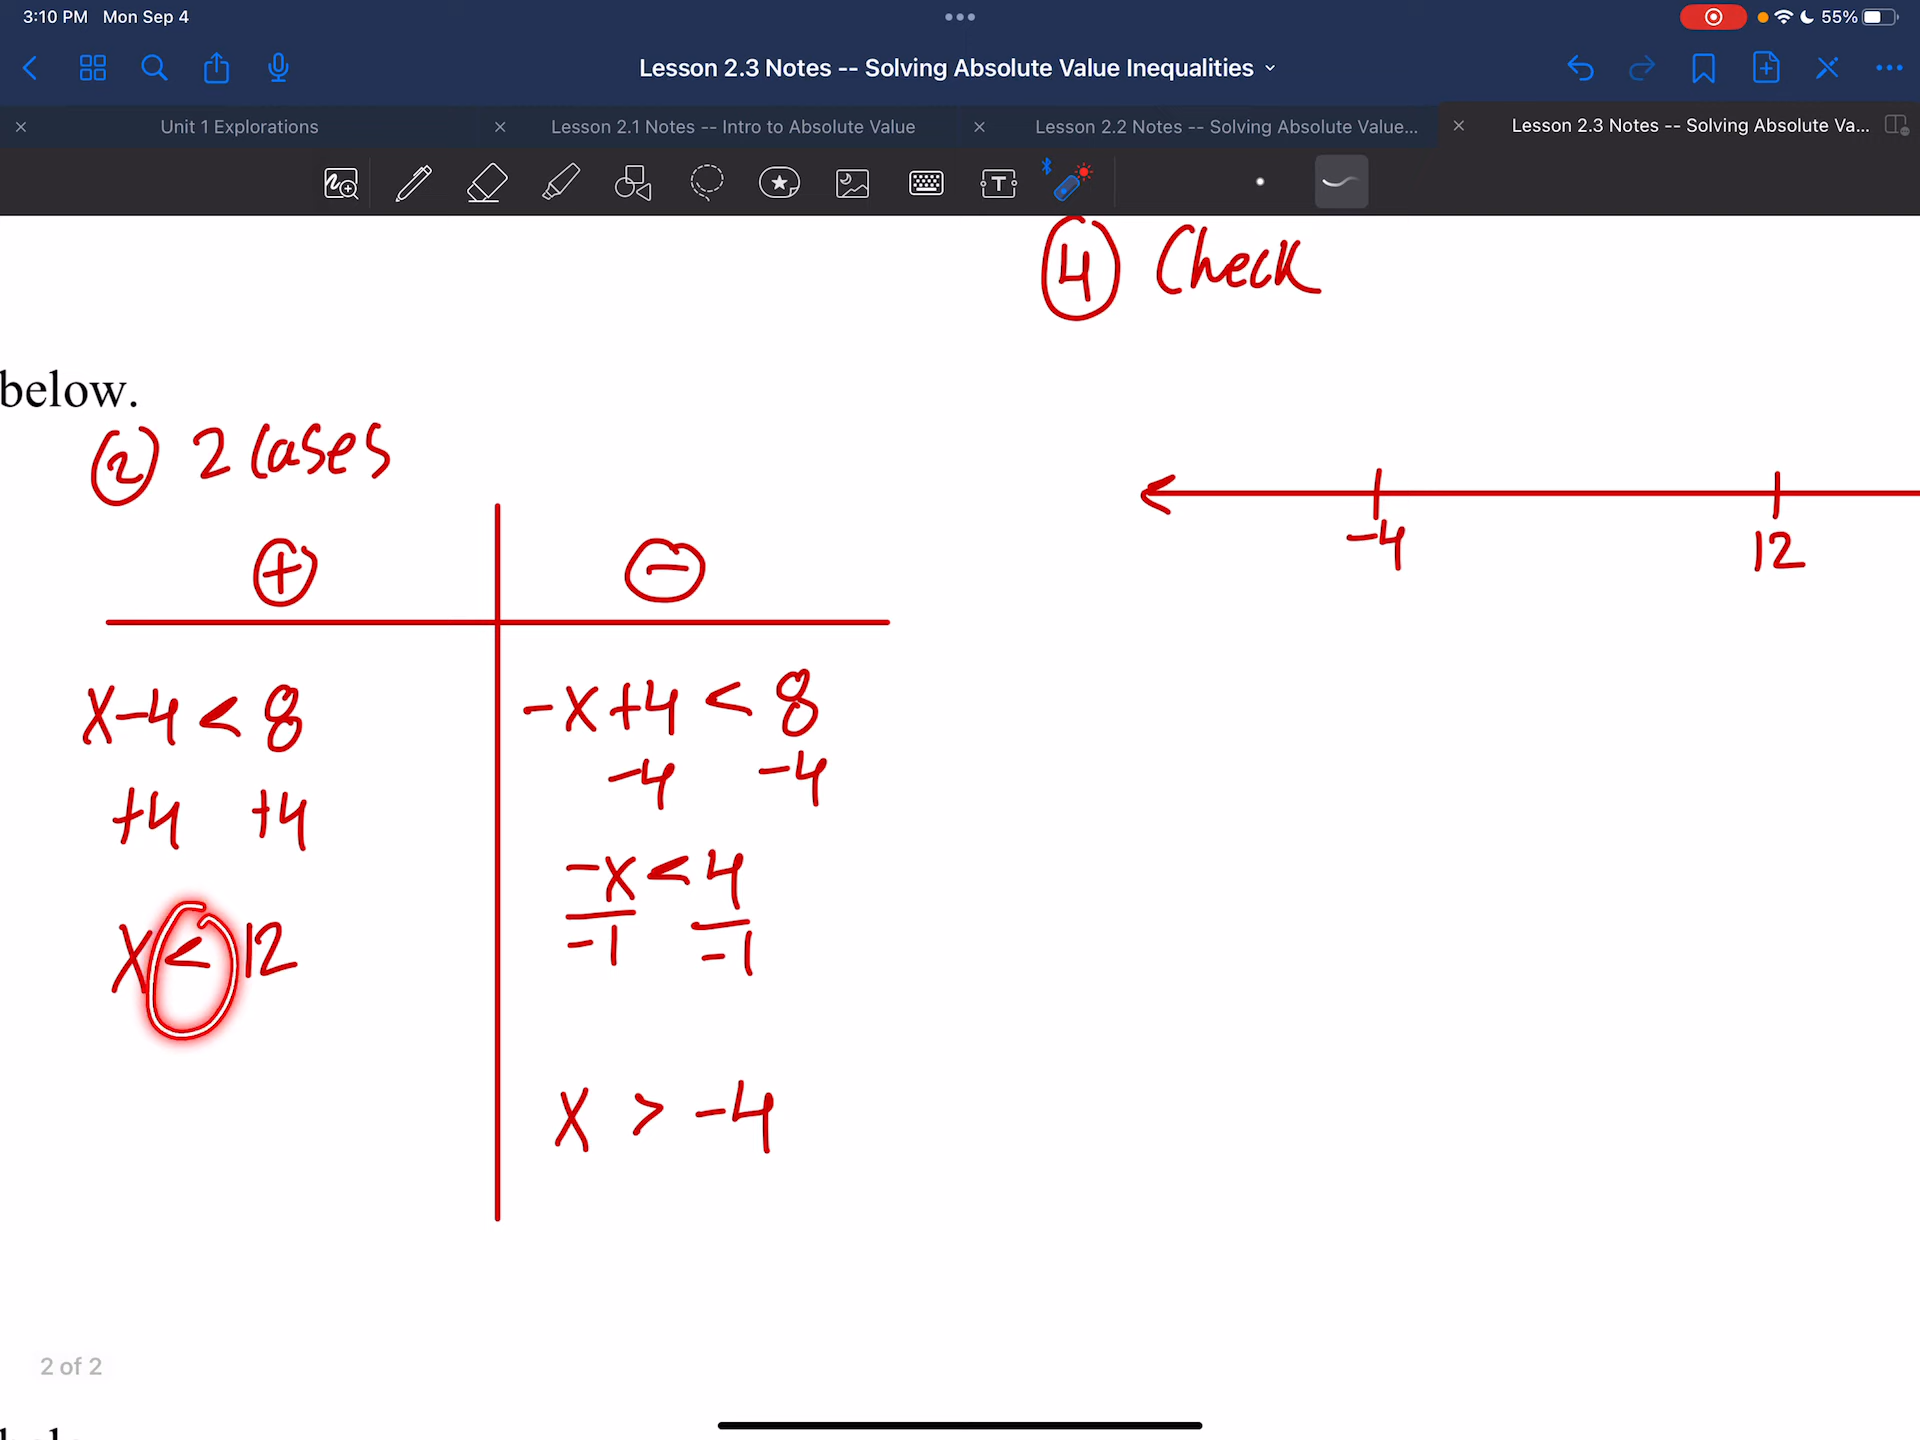 3:10 PM Mon Sep 4
55%
Lesson 2.3 Notes -- Solving Absolute Value Inequalities
Unit 1 Explorations
Lesson 2.1 Notes -- Intro to Absolute Value
Lesson 2.2 Notes -- Solving Absolute Value...
Lesson 2.3 Notes -- Solving Absolute Va...
4 Check
below.
2 2 cases
-4 12
+ -
x-4 < 8
+4 +4
x < 12
-x+4 < 8
-4 -4
-x < 4
-1 -1
x > -4
2 of 2